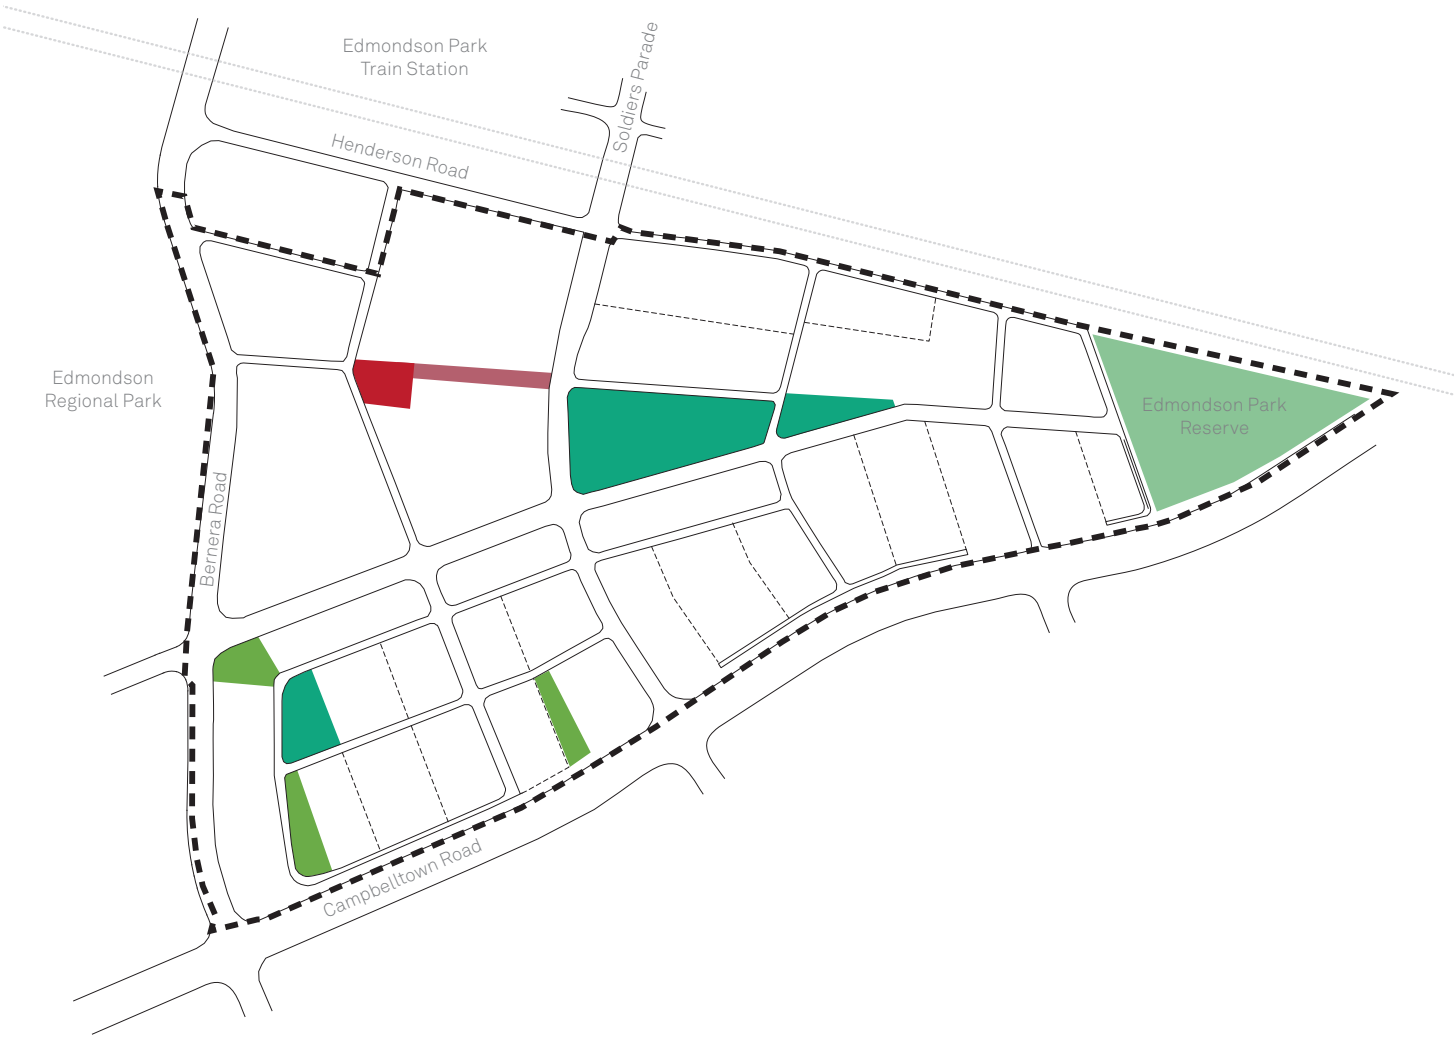 Edmondson Park
Train Station
Soldiers Parade
Henderson Road
Edmondson
Regional Park
Edmondson Park
Reserve
Bernera Road
Campbelltown Road